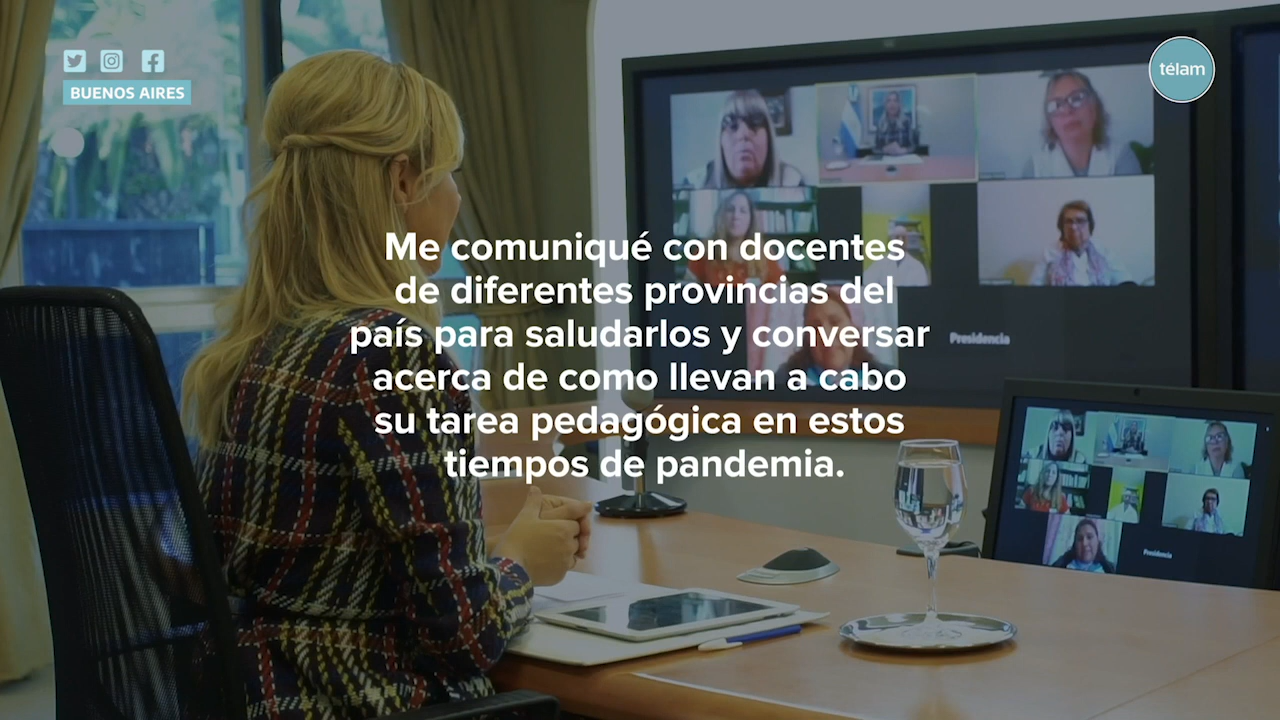 BUENOS AIRES
télam
Me comuniqué con docentes
de diferentes provincias del
país para saludarlos y conversar
acerca de como llevan a cabo
su tarea pedagógica en estos
tiempos de pandemia.
Presidencia
Presidencia